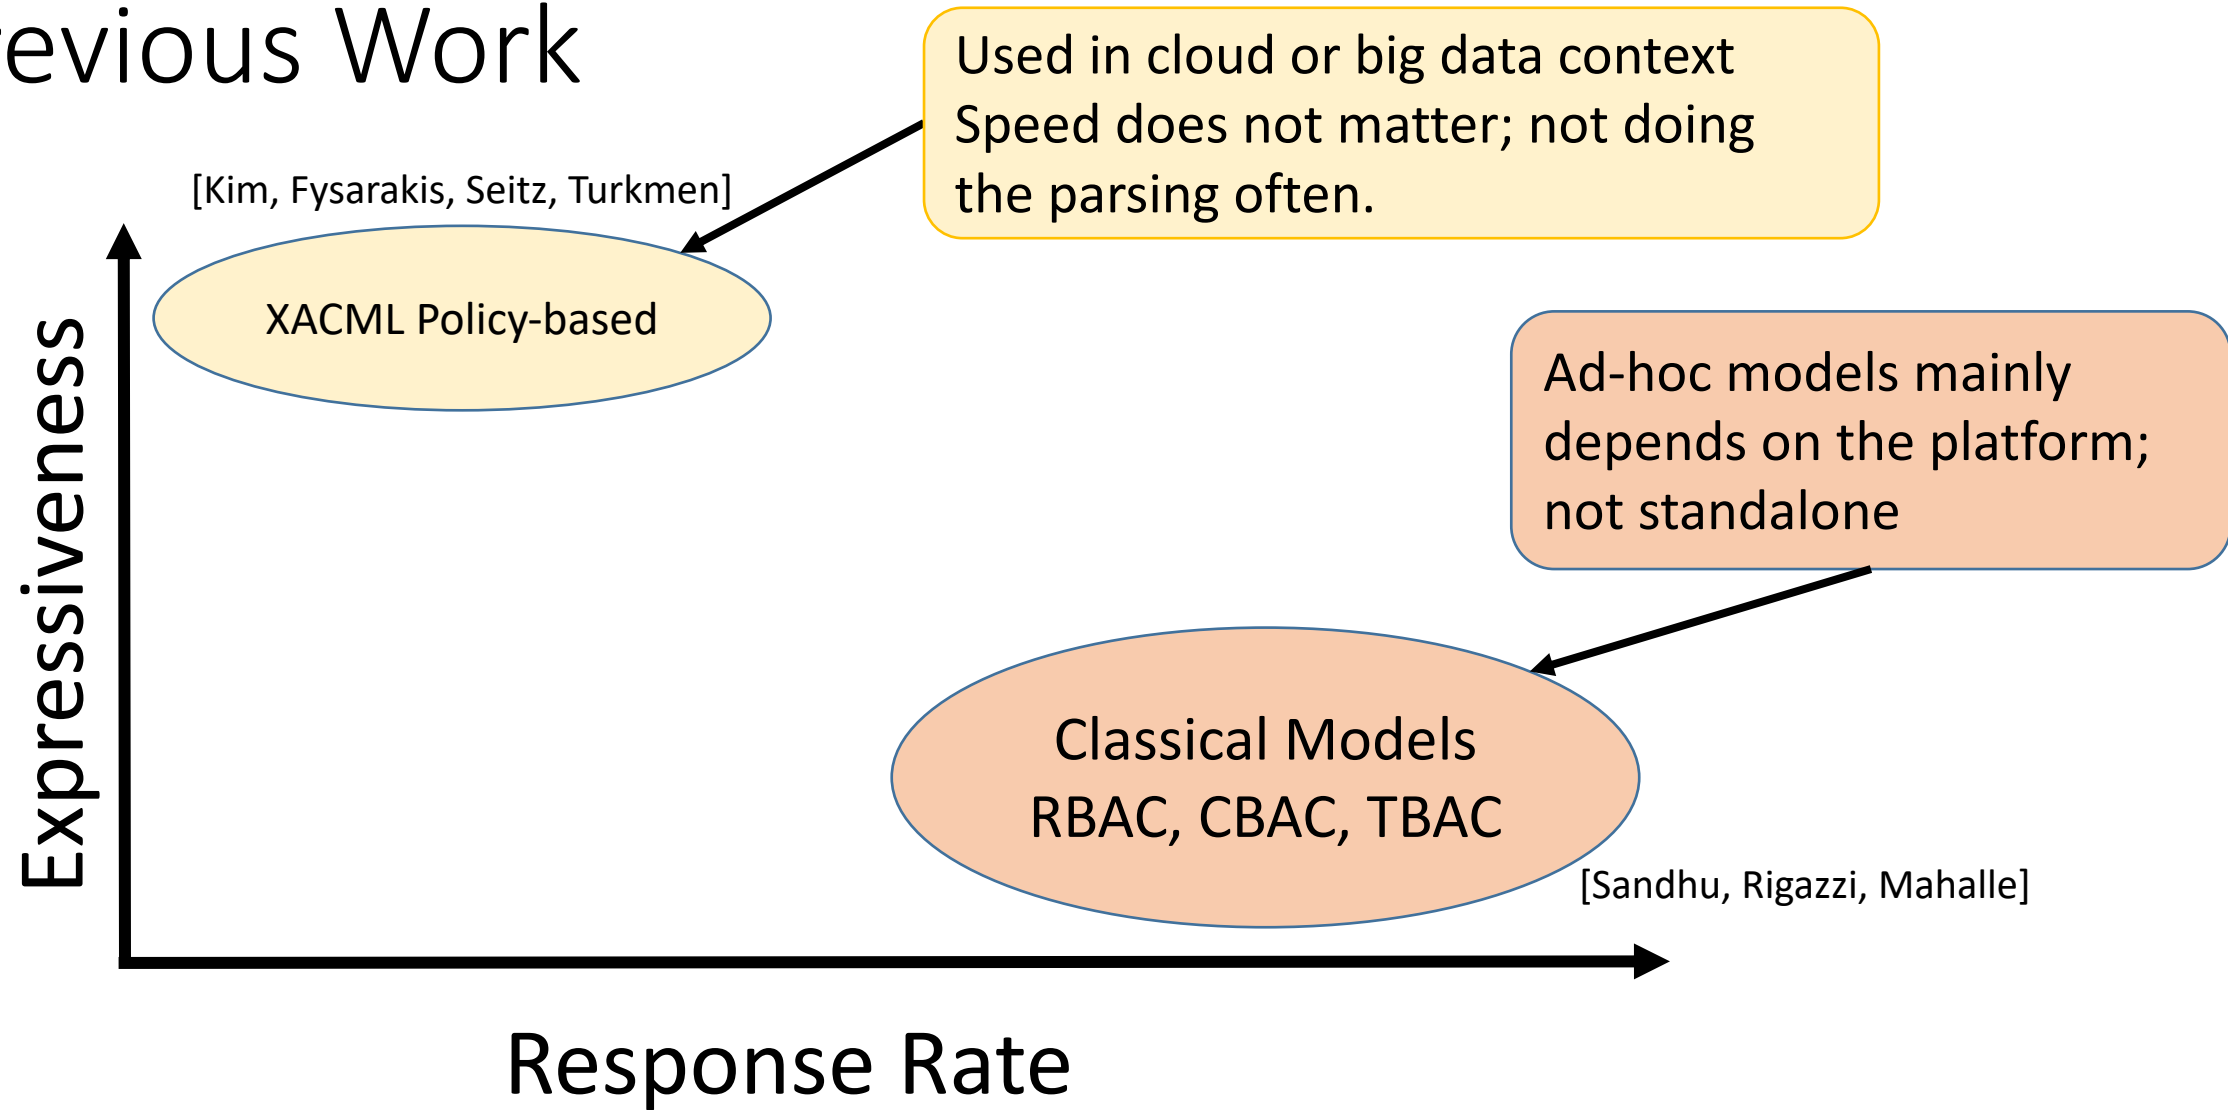 revious Work
Used in cloud or big data context
Speed does not matter; not doing
the parsing often.
[Kim, Fysarakis, Seitz, Turkmen]
XACML Policy-based
Ad-hoc models mainly
depends on the platform;
not standalone
Expressiveness
Classical Models
RBAC, CBAC, TBAC
[Sandhu, Rigazzi, Mahalle]
Response Rate